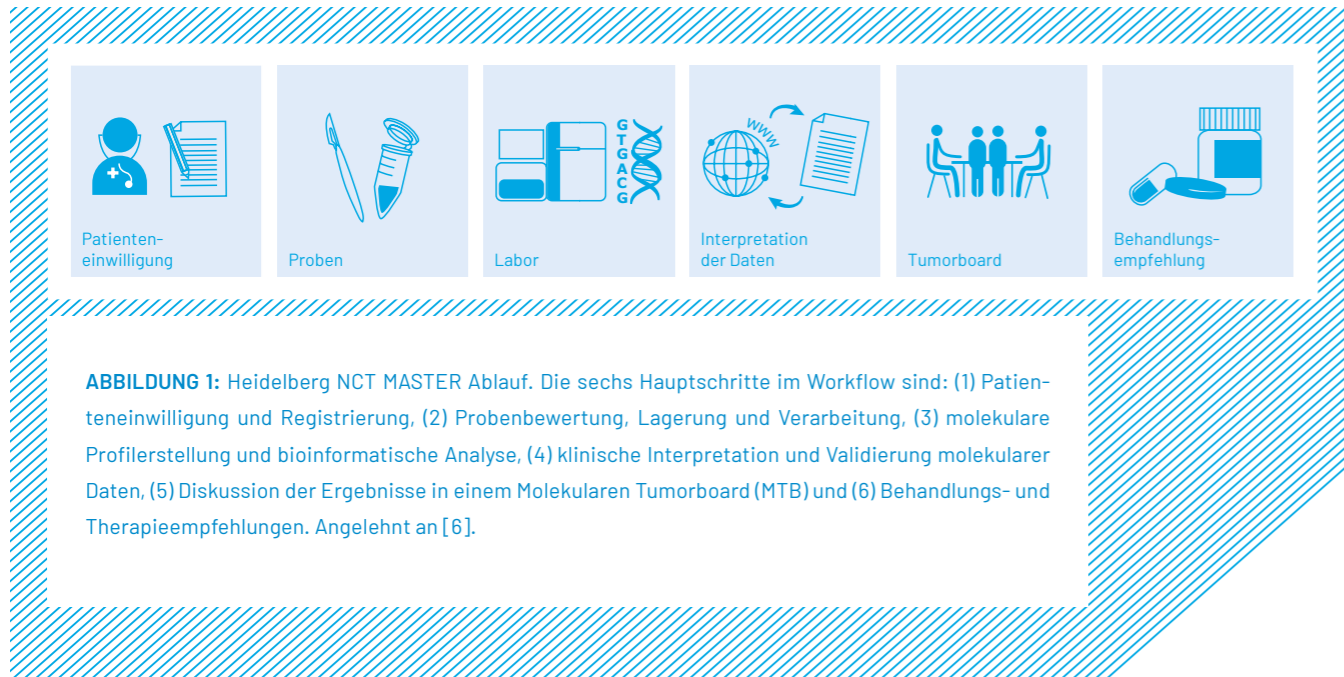 Patienten-
einwilligung
Proben
Labor
G
T
G
A
C
G
WWW
Interpretation
der Daten
Tumorboard
Behandlungs-
empfehlung
ABBILDUNG 1: Heidelberg NCT MASTER Ablauf. Die sechs Hauptschritte im Workflow sind: (1) Patien-
teneinwilligung und Registrierung, (2) Probenbewertung, Lagerung und Verarbeitung, (3) molekulare
Profilerstellung und bioinformatische Analyse, (4) klinische Interpretation und Validierung molekularer
Daten, (5) Diskussion der Ergebnisse in einem Molekularen Tumorboard (MTB) und (6) Behandlungs- und
Therapieempfehlungen. Angelehnt an [6].